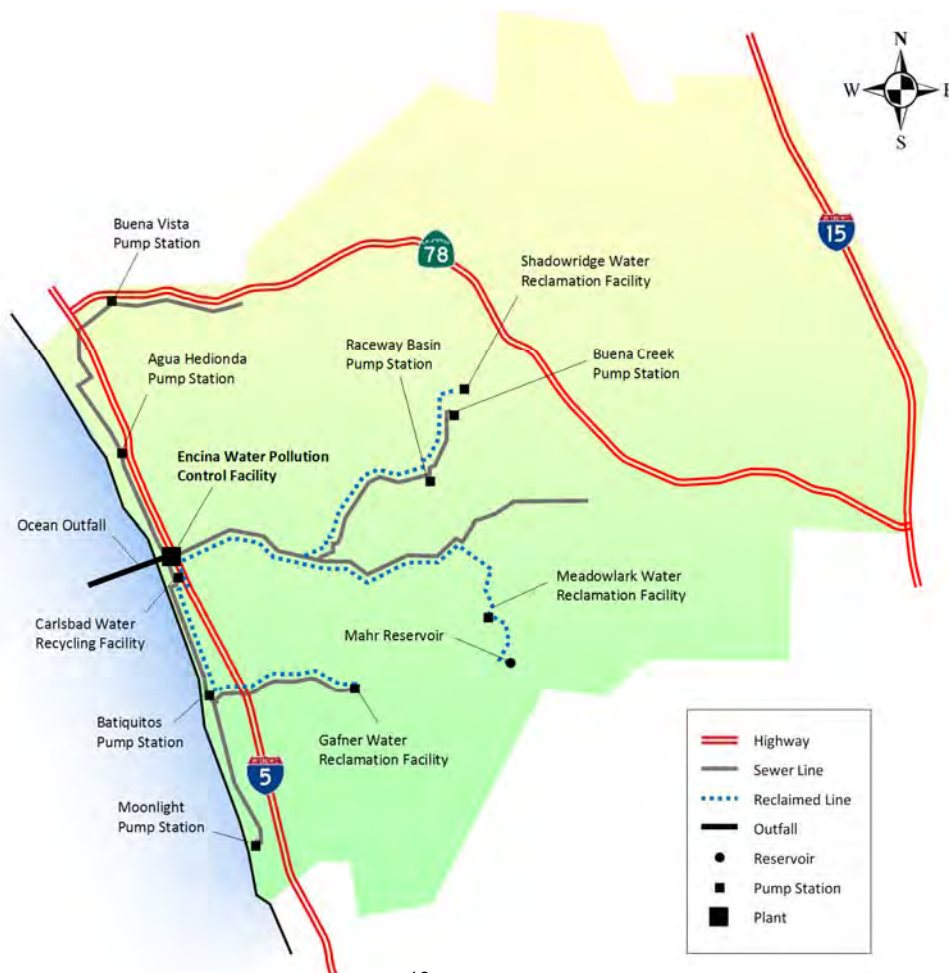 N
W
E
S
15
78
Buena Vista
Pump Station
Shadowridge Water
Reclamation Facility
Raceway Basin
Pump Station
Buena Creek
Pump Station
Agua Hedionda
Pump Station
Encina Water Pollution
Control Facility
Ocean Outfall
Meadowlark Water
Reclamation Facility
Carlsbad Water
Recycling Facility
Mahr Reservoir
Batiquitos
Pump Station
Gafner Water
Reclamation Facility
5
Moonlight
Pump Station
Highway
Sewer Line
Reclaimed Line
Outfall
Reservoir
Pump Station
Plant